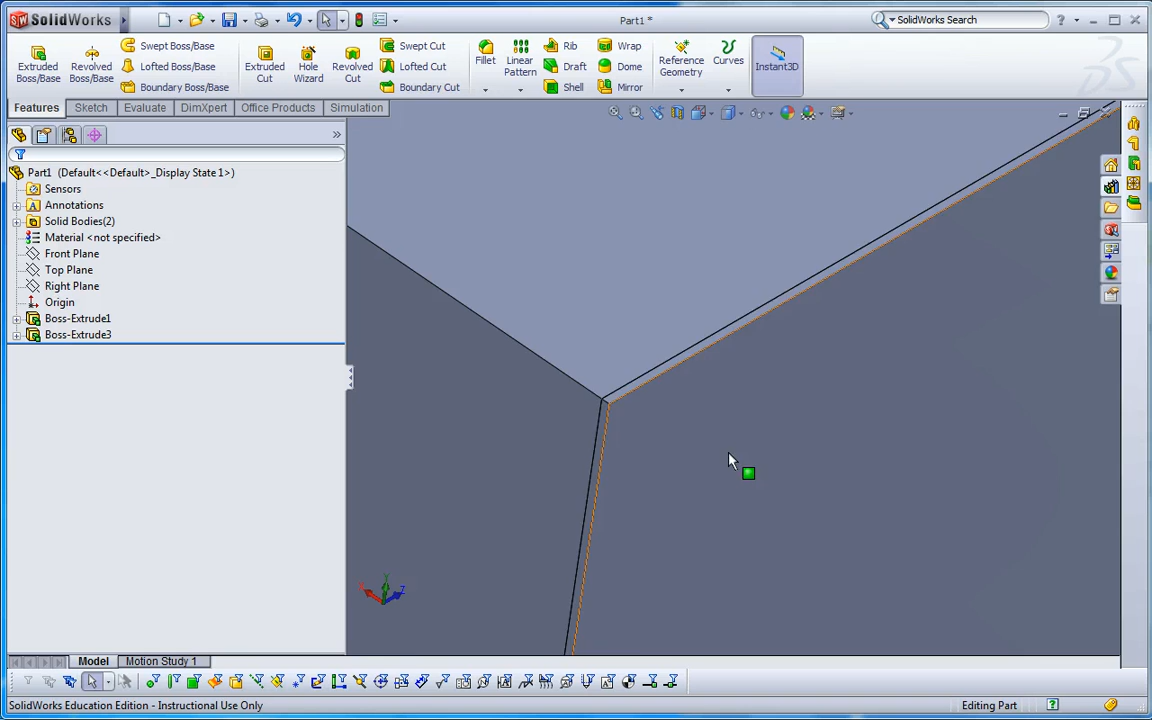 SolidWorks
Part1 *
SolidWorks Search
Extruded Boss/Base
Revolved Boss/Base
Swept Boss/Base
Lofted Boss/Base
Boundary Boss/Base
Extruded Cut
Hole Wizard
Revolved Cut
Swept Cut
Lofted Cut
Boundary Cut
Fillet
Linear Pattern
Rib
Draft
Shell
Wrap
Dome
Mirror
Reference Geometry
Curves
Instant3D
Features
Sketch
Evaluate
DimXpert
Office Products
Simulation
Part1 (Default<<Default>_Display State 1>)
Sensors
Annotations
Solid Bodies(2)
Material <not specified>
Front Plane
Top Plane
Right Plane
Origin
Boss-Extrude1
Boss-Extrude3
Model
Motion Study 1
SolidWorks Education Edition - Instructional Use Only
Editing Part